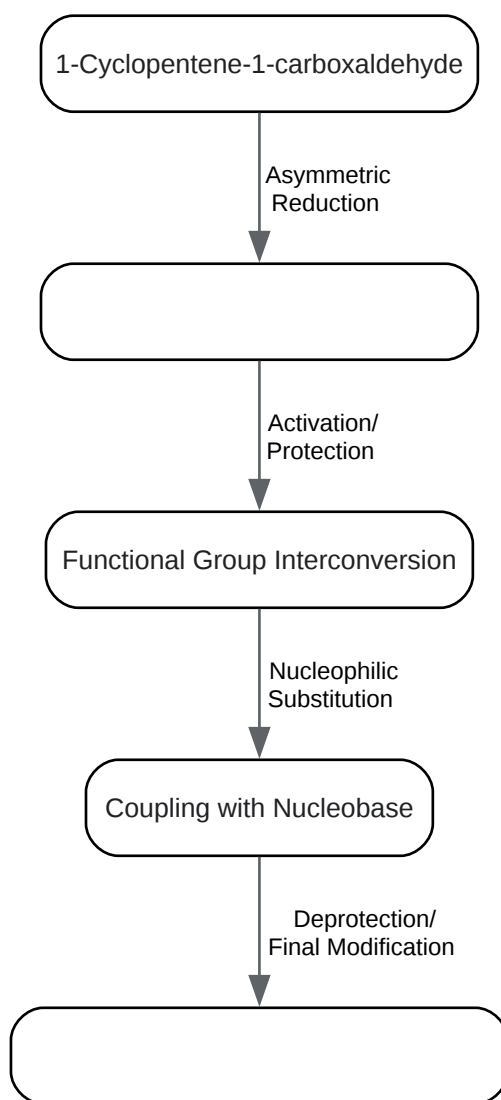 1-Cyclopentene-1-carboxaldehyde
Asymmetric
Reduction
Activation/
Protection
Functional Group Interconversion
Nucleophilic
Substitution
Coupling with Nucleobase
Deprotection/
Final Modification